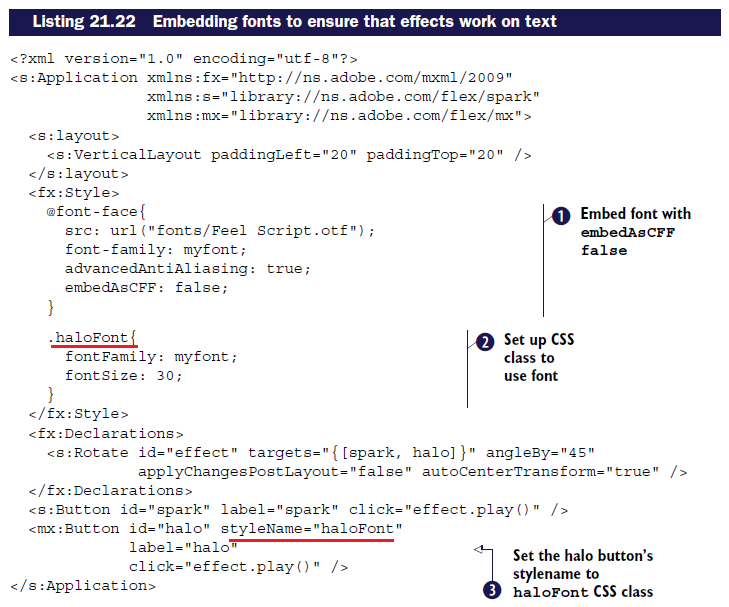 Listing 21.22 Embedding fonts to ensure that effects work on text
<?xml version="1.0" encoding="utf-8"?>
<s:Application xmlns:fx="http://ns.adobe.com/mxml/2009"
xmlns:s="library://ns.adobe.com/flex/spark"
xmlns:mx="library://ns.adobe.com/flex/mx">
<s:layout>
<s:VerticalLayout paddingLeft="20" paddingTop="20" />
</s:layout>
<fx:Style>
@font-face{
src: url("fonts/Feel Script.otf");
font-family: myfont;
advancedAntiAliasing: true;
embedAsCFF: false;
}
1 Embed font with
embedAsCFF
false
.haloFont{
fontFamily: myfont;
fontSize: 30;
}
2 Set up CSS
class to
use font
</fx:Style>
<fx:Declarations>
<s:Rotate id="effect" targets="{[spark, halo]}" angleBy="45"
applyChangesPostLayout="false" autoCenterTransform="true" />
</fx:Declarations>
<s:Button id="spark" label="spark" click="effect.play()" />
<mx:Button id="halo" styleName="haloFont"
label="halo"
click="effect.play()" />
</s:Application>
3 Set the halo button's
stylename to
haloFont CSS class